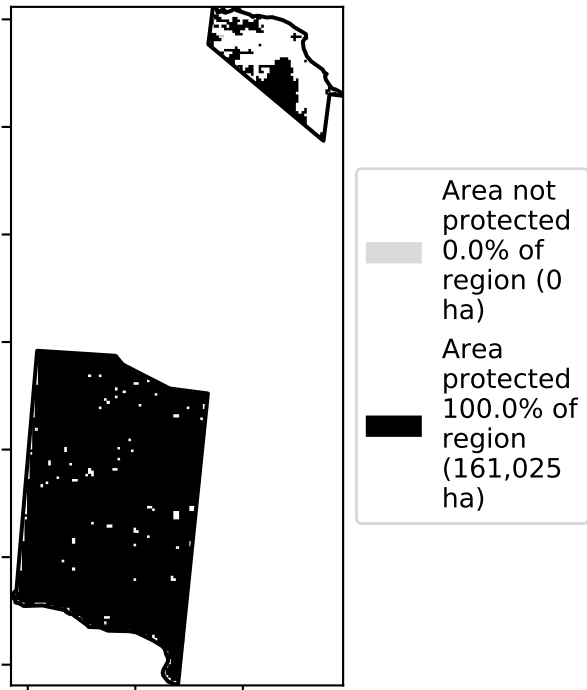 Area not
protected
0.0% of
region (0
ha)
Area
protected
100.0% of
region
(161,025
ha)